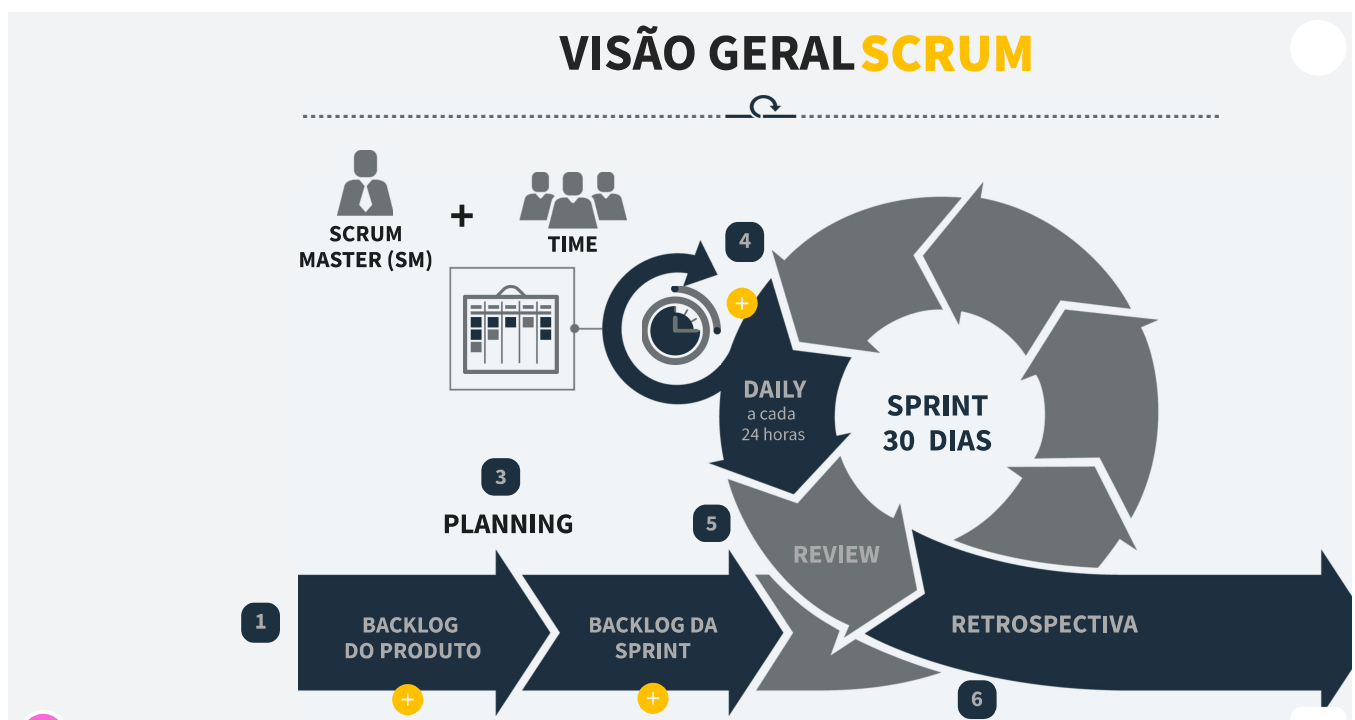 VISÃO GERAL SCRUM
SCRUM
MASTER (SM)
+
TIME
4
+
DAILY
a cada
24 horas
SPRINT
30 DIAS
3
PLANNING
5
REVIEW
1
BACKLOG
DO PRODUTO
+
BACKLOG DA
SPRINT
+
RETROSPECTIVA
6